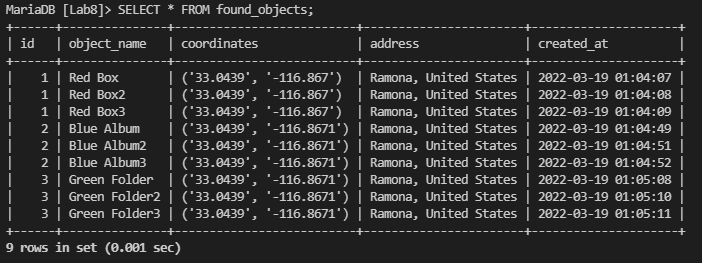 MariaDB [Lab8]> SELECT * FROM found_objects;
+------+---------------+-------------------------+-----------------------+---------------------+
| id | object_name | coordinates | address | created_at |
+------+---------------+-------------------------+-----------------------+---------------------+
| 1 | Red Box | ('33.0439', '-116.867') | Ramona, United States | 2022-03-19 01:04:07 |
| 1 | Red Box2 | ('33.0439', '-116.867') | Ramona, United States | 2022-03-19 01:04:08 |
| 1 | Red Box3 | ('33.0439', '-116.867') | Ramona, United States | 2022-03-19 01:04:09 |
| 2 | Blue Album | ('33.0439', '-116.8671') | Ramona, United States | 2022-03-19 01:04:49 |
| 2 | Blue Album2 | ('33.0439', '-116.8671') | Ramona, United States | 2022-03-19 01:04:51 |
| 2 | Blue Album3 | ('33.0439', '-116.8671') | Ramona, United States | 2022-03-19 01:04:52 |
| 3 | Green Folder | ('33.0439', '-116.8671') | Ramona, United States | 2022-03-19 01:05:08 |
| 3 | Green Folder2 | ('33.0439', '-116.8671') | Ramona, United States | 2022-03-19 01:05:10 |
| 3 | Green Folder3 | ('33.0439', '-116.8671') | Ramona, United States | 2022-03-19 01:05:11 |
+------+---------------+-------------------------+-----------------------+---------------------+
9 rows in set (0.001 sec)